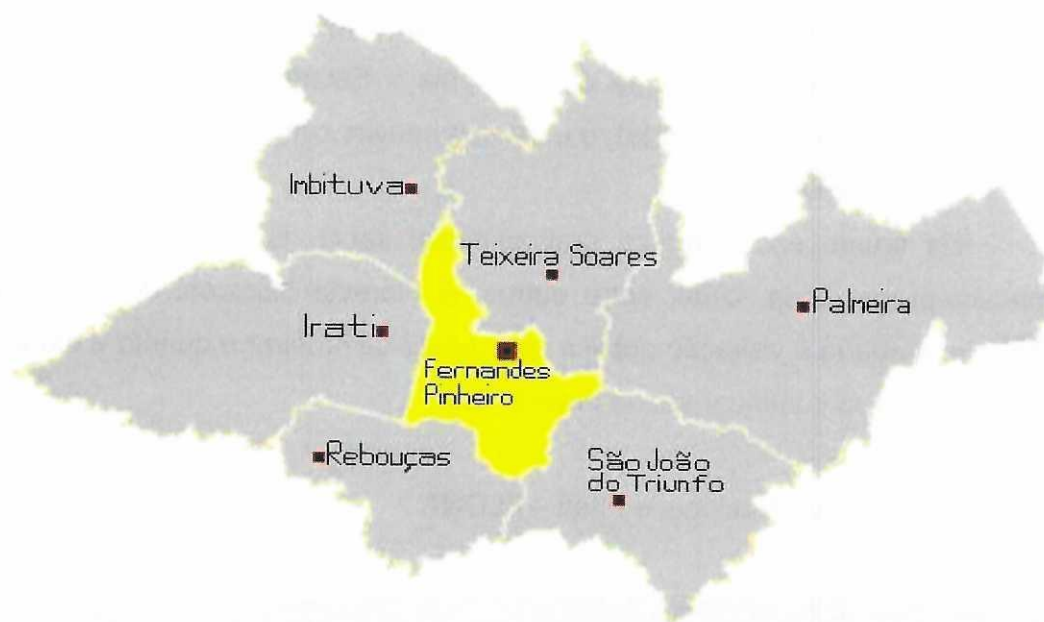 Imbituva
Teixeira Soares
Palmeira
Irati
Fernandes
Pinheiro
Rebouças
São João
do Triunfo